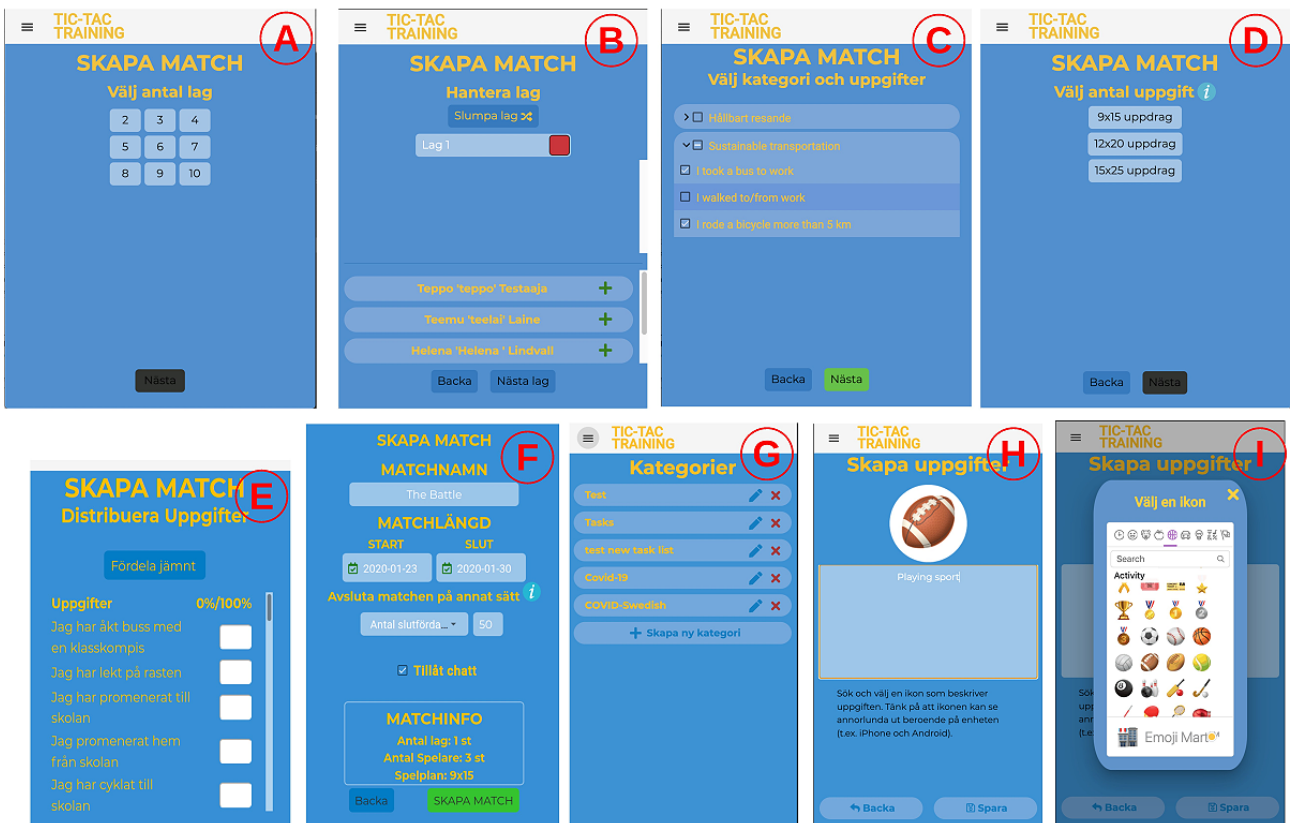 TIC-TAC
TRAINING
A
SKAPA MATCH
Välj antal lag
2 3 4
5 6 7
8 9 10
Nästa
TIC-TAC
TRAINING
B
SKAPA MATCH
Hantera lag
Slumpa lag
Lag 1
Teppo 'teppo' Testaaja
Teemu 'teelai' Laine
Helena 'Helena ' Lindvall
Backa Nästa lag
TIC-TAC
TRAINING
C
SKAPA MATCH
Välj kategori och uppgifter
Hållbart resande
Sustainable transportation
I took a bus to work
I walked to/from work
I rode a bicycle more than 5 km
Backa Nästa
TIC-TAC
TRAINING
D
SKAPA MATCH
Välj antal uppgift i
9x15 uppdrag
12x20 uppdrag
15x25 uppdrag
Backa Nästa
E
SKAPA MATCH
Distribuera Uppgifter
Fördela jämnt
Uppgifter 0%/100%
Jag har åkt buss med
en klasskompis
Jag har lekt på rasten
Jag har promenerat till
skolan
Jag promenerat hem
från skolan
Jag har cyklat till
skolan
F
SKAPA MATCH
MATCHNAMN
The Battle
MATCHLÄNGD
START SLUT
2020-01-23 2020-01-30
Avsluta matchen på annat sätt i
Antal slutförda... 50
Tillåt chatt
MATCHINFO
Antal lag: 1 st
Antal Spelare: 3 st
Spelplan: 9x15
Backa SKAPA MATCH
TIC-TAC
TRAINING
G
Kategorier
Test
Tasks
test new task list
Covid-19
COVID-Swedish
Skapa ny kategori
TIC-TAC
TRAINING
H
Skapa uppgifter
Playing sport
Sök och välj en ikon som beskriver
uppgiften. Tänk på att ikonen kan se
annorlunda ut beroende på enheten
(t.ex. iPhone och Android).
Backa Spara
TIC-TAC
TRAINING
I
Skapa uppgifter
Välj en ikon
Search
Activity
Emoji Mart
Backa Spara